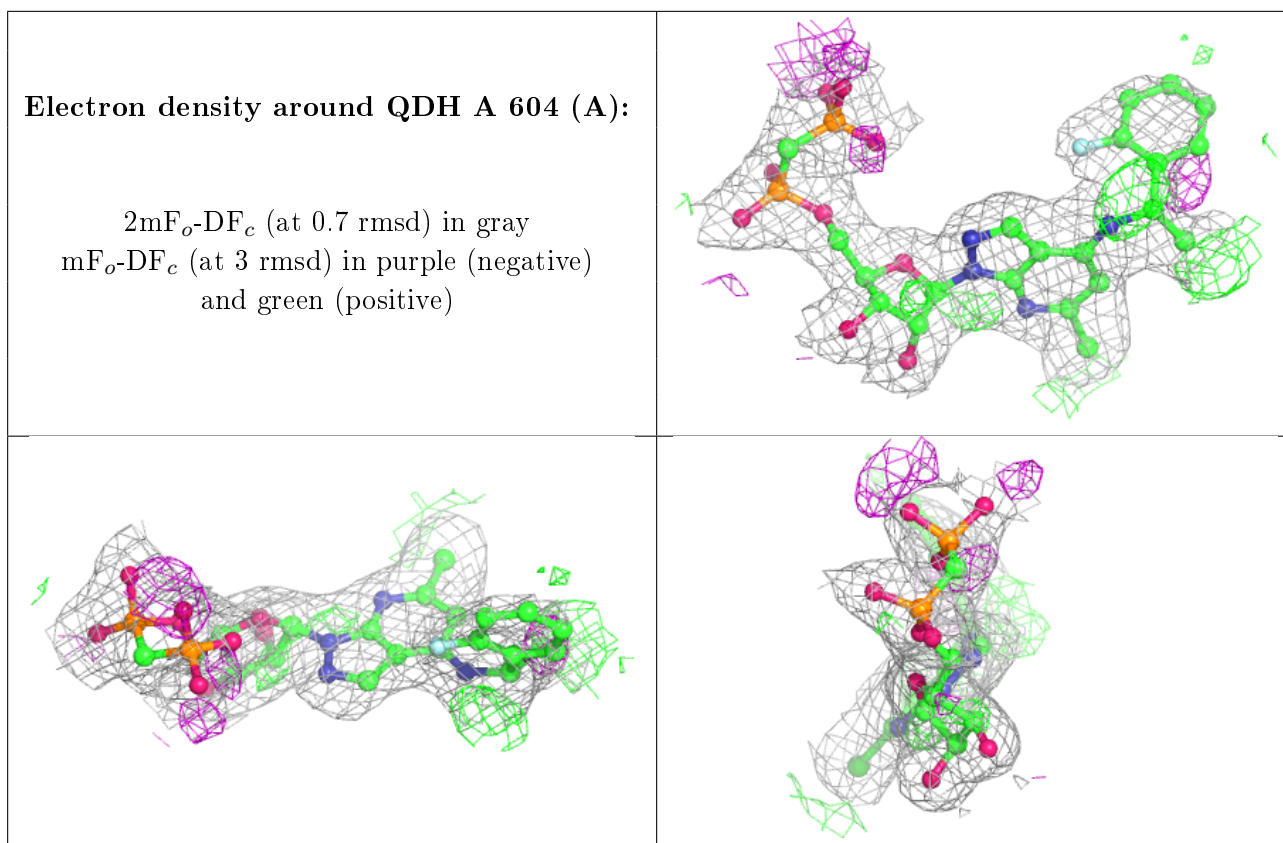 Electron density around QDH A 604 (A):
2mFo-DFc (at 0.7 rmsd) in gray
mFo-DFc (at 3 rmsd) in purple (negative)
and green (positive)